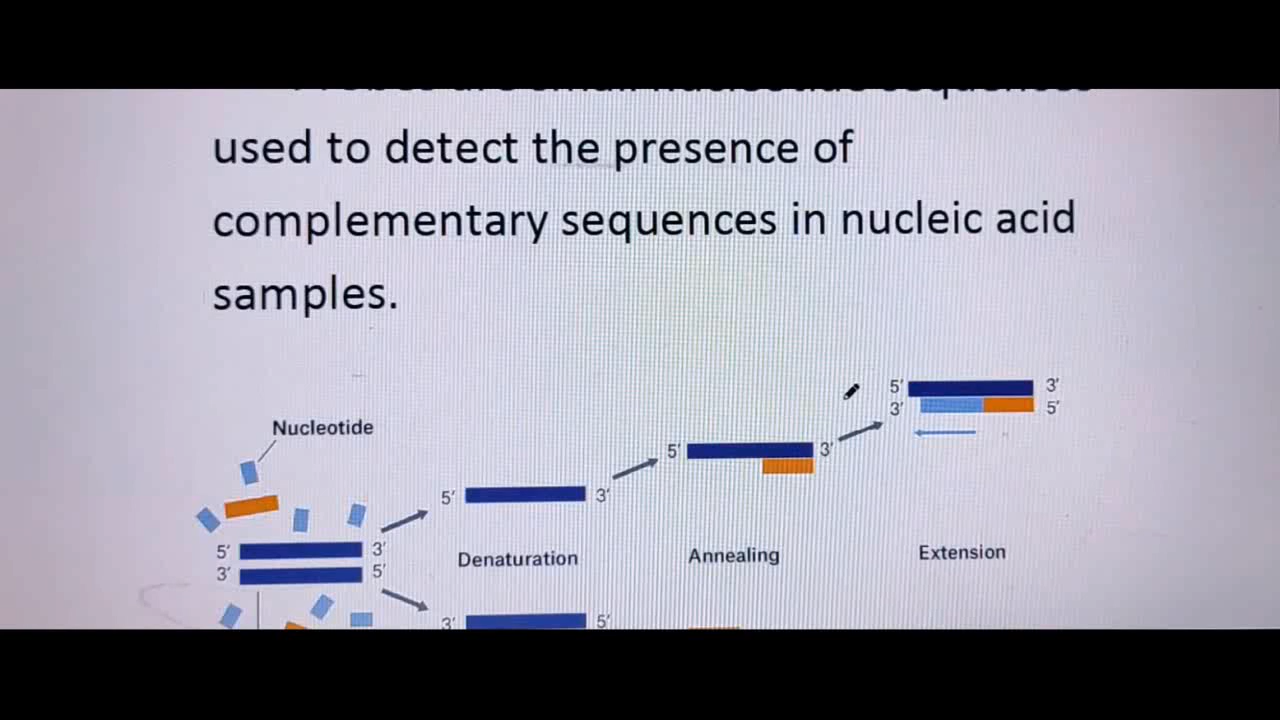 used to detect the presence of
complementary sequences in nucleic acid
samples.
5′ 3′
3′ 5′
Nucleotide
5′ 3′
5′ 3′
5′ 3′
3′ 5′
Denaturation
Annealing
Extension
3′ 5′